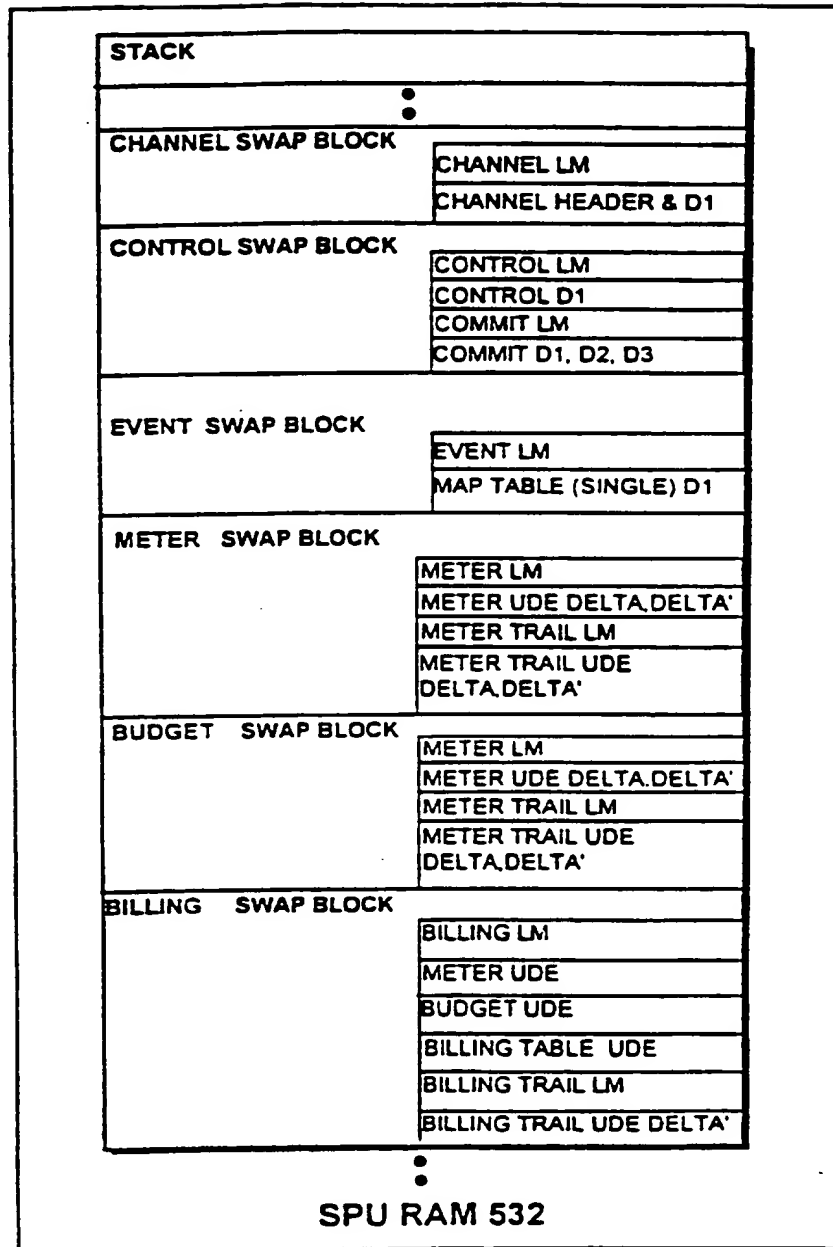 STACK
CHANNEL SWAP BLOCK
CHANNEL LM
CHANNEL HEADER & D1
CONTROL SWAP BLOCK
CONTROL LM
CONTROL D1
COMMIT LM
COMMIT D1, D2, D3
EVENT SWAP BLOCK
EVENT LM
MAP TABLE (SINGLE) D1
METER SWAP BLOCK
METER LM
METER UDE DELTA,DELTA'
METER TRAIL LM
METER TRAIL UDE
DELTA,DELTA'
BUDGET SWAP BLOCK
METER LM
METER UDE DELTA.DELTA'
METER TRAIL LM
METER TRAIL UDE
DELTA,DELTA'
BILLING SWAP BLOCK
BILLING LM
METER UDE
BUDGET UDE
BILLING TABLE UDE
BILLING TRAIL LM
BILLING TRAIL UDE DELTA'
SPU RAM 532